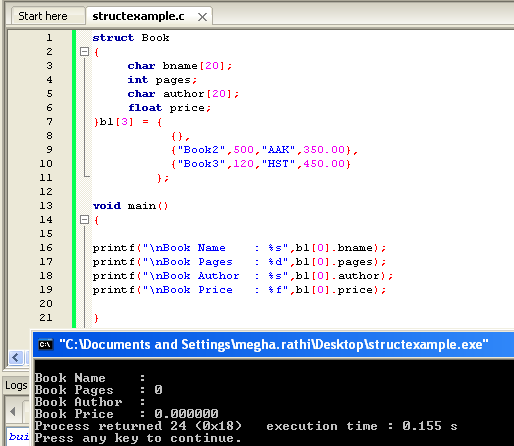 Start here structexample.c X
1 struct Book
2 {
3 char bname[20];
4 int pages;
5 char author[20];
6 float price;
7 }bl[3] = {
8 {},
9 {"Book2",500,"AAK",350.00},
10 {"Book3",120,"HST",450.00}
11 };
12
13 void main()
14 {
15
16 printf("\nBook Name   : %s",bl[0].bname);
17 printf("\nBook Pages  : %d",bl[0].pages);
18 printf("\nBook Author : %s",bl[0].author);
19 printf("\nBook Price  : %f",bl[0].price);
20
21 }
"C:\Documents and Settings\megha.rathi\Desktop\structexample.exe"
Book Name   :
Book Pages  : 0
Book Author :
Book Price  : 0.000000
Process returned 24 (0x18)   execution time : 0.155 s
Press any key to continue.
Logs
bui